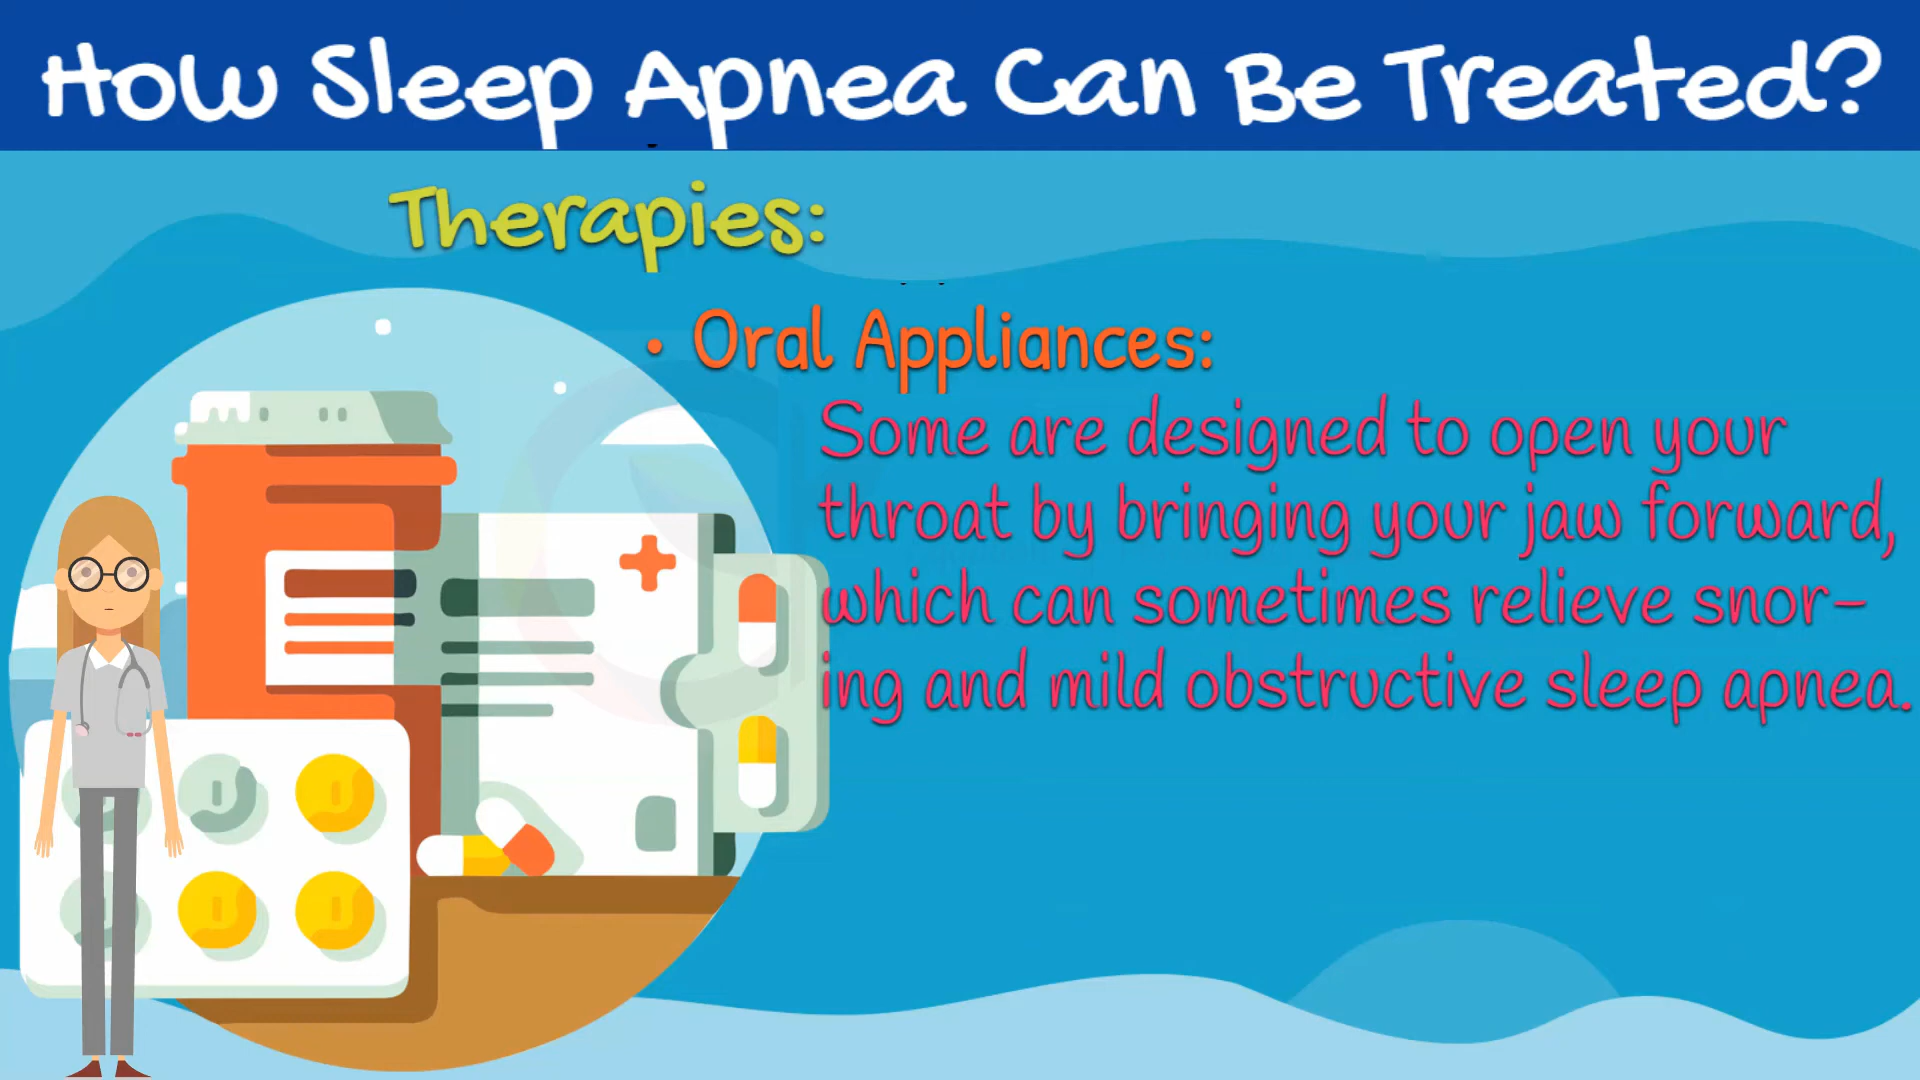 How Sleep Apnea Can Be Treated?
Therapies:
• Oral Appliances:
Some are designed to open your
throat by bringing your jaw forward,
which can sometimes relieve snor-
ing and mild obstructive sleep apnea.